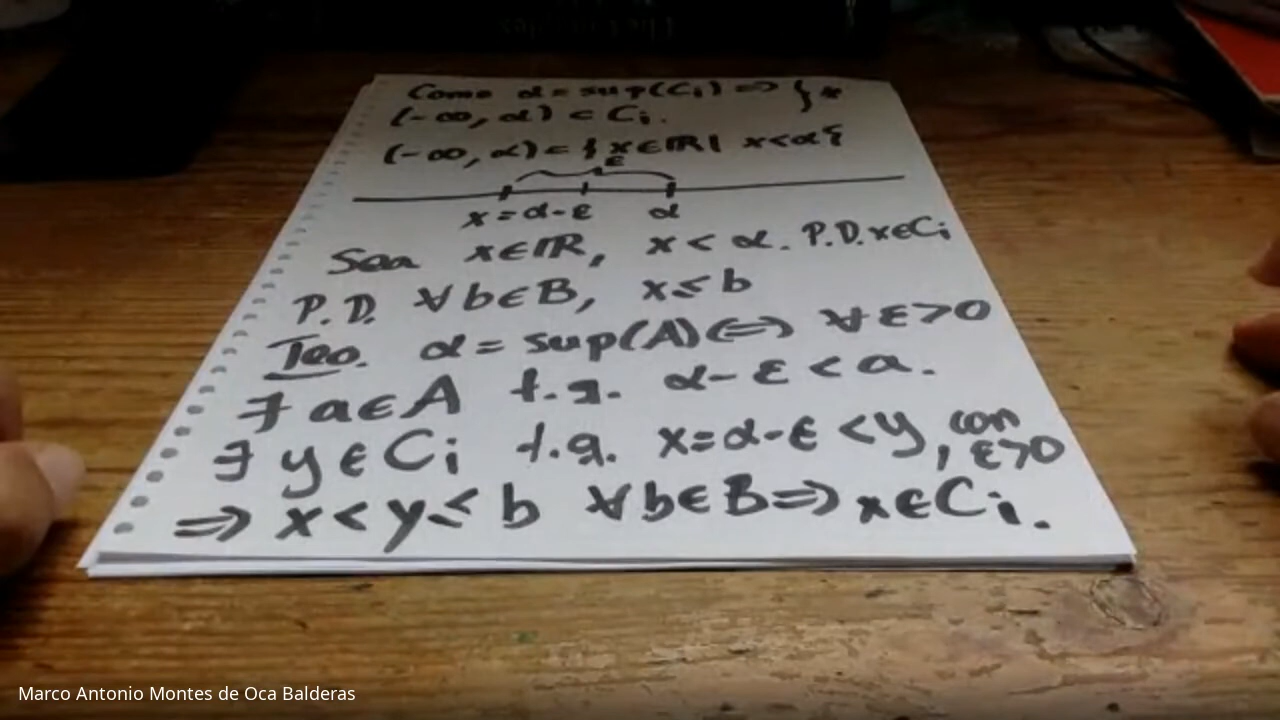 Como α = sup(Ci) => } *
(-∞, α) ⊂ Ci.
(-∞, α) = { x∈ℝ | x<α}
ε
x = α-ε α
Sea x∈ℝ, x < α. P.D. x∈Ci
P.D. ∀b∈B, x≤b
Teo. α = sup(A) <=> ∀ε>0
∃ a∈A t.q. α-ε<a.
∃ y∈Ci t.q. x=α-ε<y, con ε>0
=> x<y≤b ∀b∈B => x∈Ci.
Marco Antonio Montes de Oca Balderas